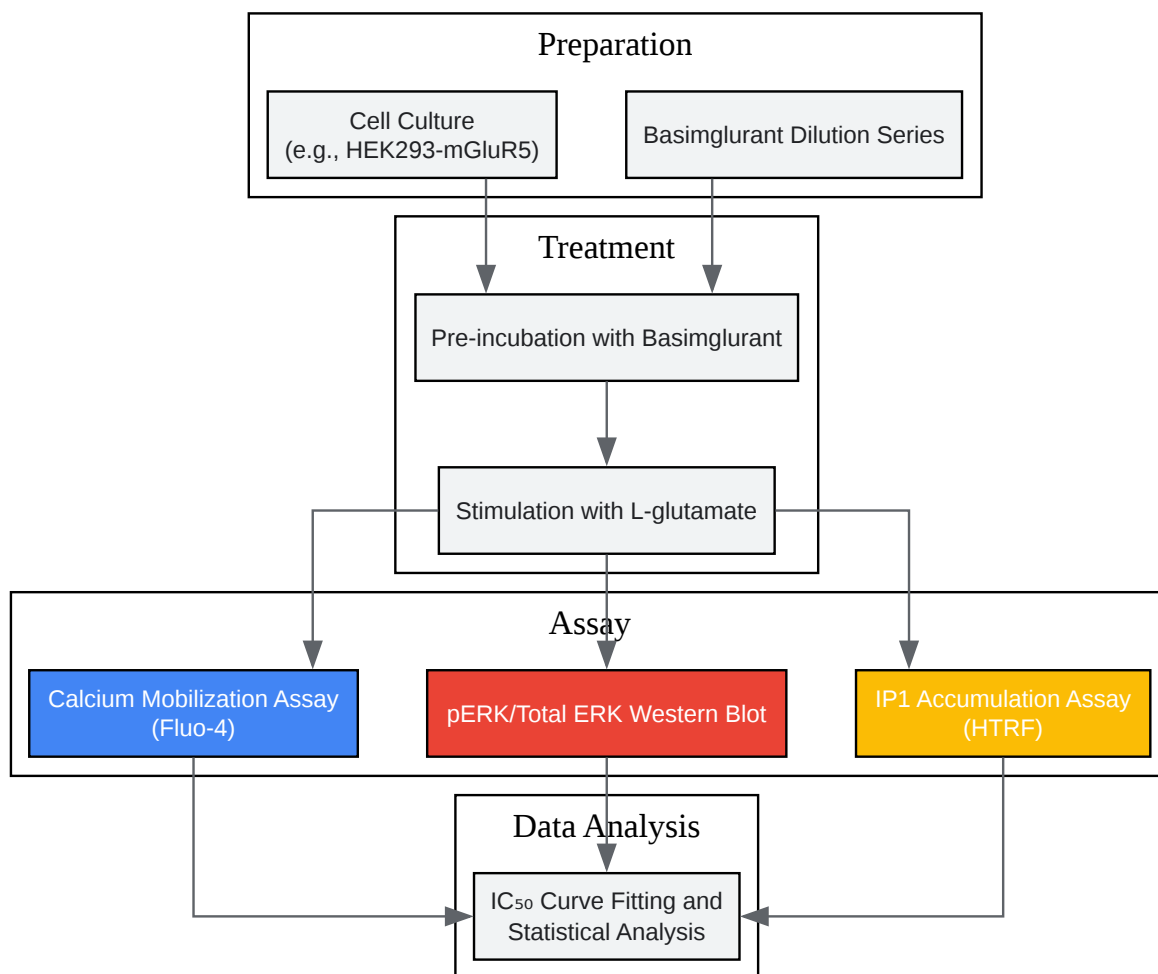 Preparation
Cell Culture
(e.g., HEK293-mGluR5)
Basimglurant Dilution Series
Treatment
Pre-incubation with Basimglurant
Stimulation with L-glutamate
Assay
Calcium Mobilization Assay
(Fluo-4)
pERK/Total ERK Western Blot
IP1 Accumulation Assay
(HTRF)
Data Analysis
IC₅₀ Curve Fitting and
Statistical Analysis